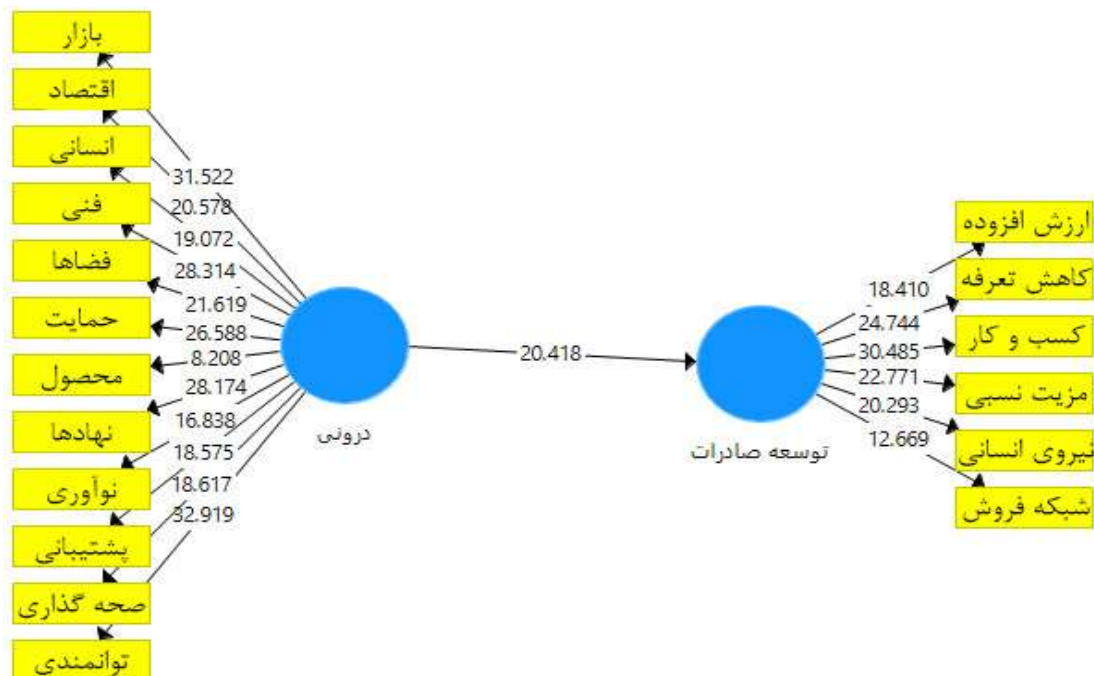 بازار
اقتصاد
انسانی
فنی
فضاها
حمایت
محصول
نهادها
نوآوری
پشتیبانی
صحه گذاری
توانمندی
31.522
20.578
19.072
28.314
21.619
26.588
8.208
28.174
16.838
18.575
18.617
32.919
درونی
20.418
توسعه صادرات
18.410
24.744
30.485
22.771
20.293
12.669
ارزش افزوده
کاهش تعرفه
کسب و کار
مزیت نسبی
نیروی انسانی
شبکه فروش